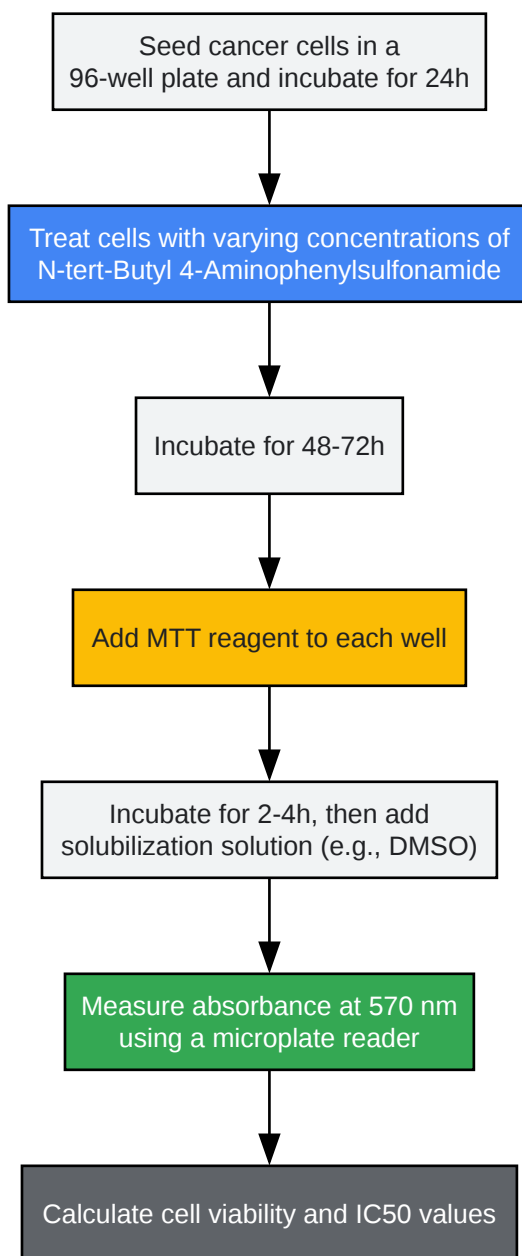 Seed cancer cells in a
96-well plate and incubate for 24h
Treat cells with varying concentrations of
N-tert-Butyl 4-Aminophenylsulfonamide
Incubate for 48-72h
Add MTT reagent to each well
Incubate for 2-4h, then add
solubilization solution (e.g., DMSO)
Measure absorbance at 570 nm
using a microplate reader
Calculate cell viability and IC50 values